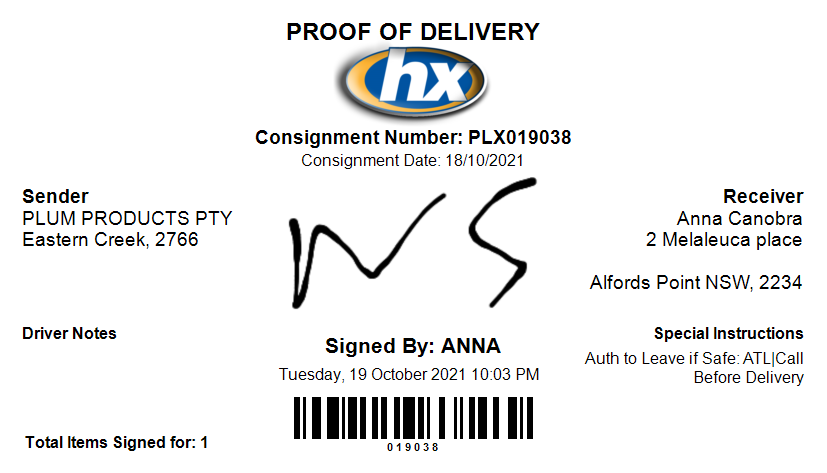 PROOF OF DELIVERY
hx
Consignment Number: PLX019038
Consignment Date: 18/10/2021
Sender
PLUM PRODUCTS PTY
Eastern Creek, 2766
Receiver
Anna Canobra
2 Melaleuca place
Alfords Point NSW, 2234
Driver Notes
Signed By: ANNA
Tuesday, 19 October 2021 10:03 PM
Special Instructions
Auth to Leave if Safe: ATL|Call
Before Delivery
Total Items Signed for: 1
019038